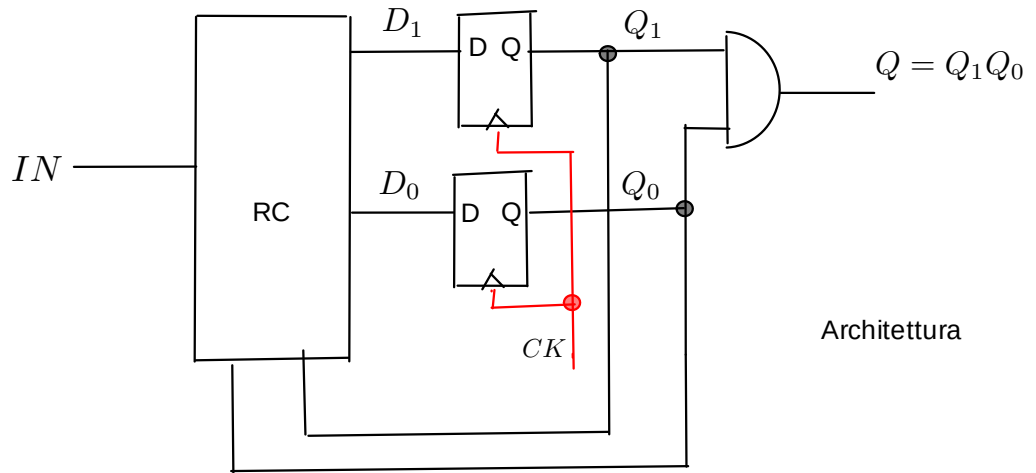 D₁
D Q
Q₁
Q = Q₁Q₀
IN
RC
D₀
D Q
Q₀
CK
Architettura